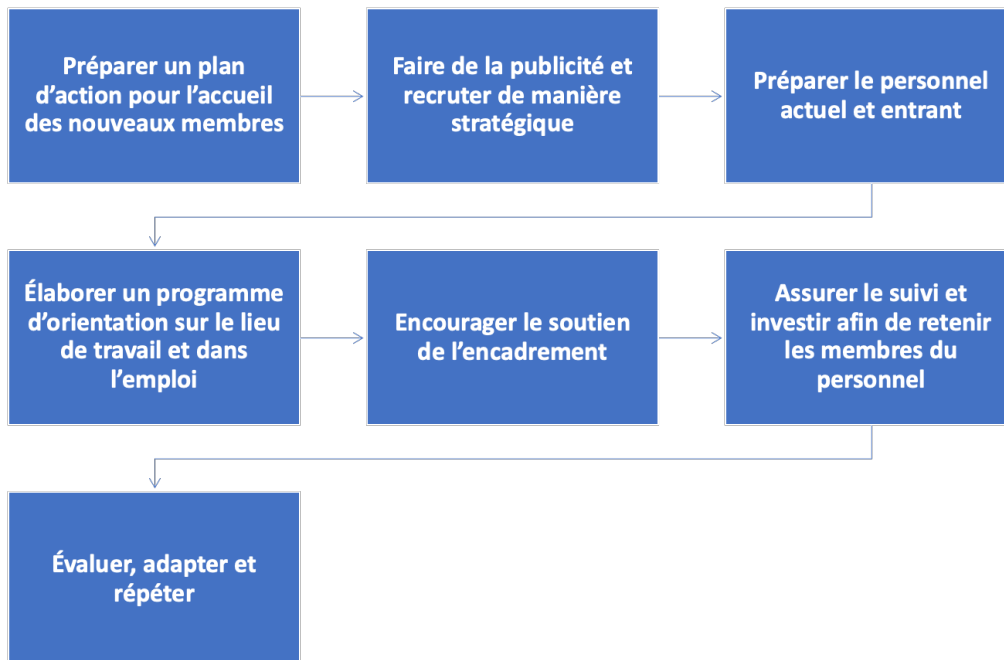 Préparer un plan
d’action pour l’accueil
des nouveaux membres
Faire de la publicité et
recruter de manière
stratégique
Préparer le personnel
actuel et entrant
Élaborer un programme
d’orientation sur le lieu
de travail et dans
l’emploi
Encourager le soutien
de l’encadrement
Assurer le suivi et
investir afin de retenir
les membres du
personnel
Évaluer, adapter et
répéter